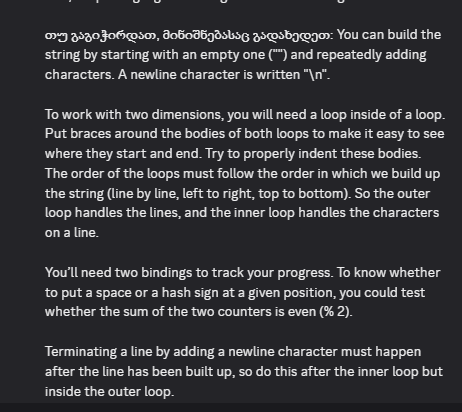 თუ გაგიჭირდათ, მინიშნებასაც გადახედეთ: You can build the
string by starting with an empty one ("") and repeatedly adding
characters. A newline character is written "\n".
To work with two dimensions, you will need a loop inside of a loop.
Put braces around the bodies of both loops to make it easy to see
where they start and end. Try to properly indent these bodies.
The order of the loops must follow the order in which we build up
the string (line by line, left to right, top to bottom). So the outer
loop handles the lines, and the inner loop handles the characters
on a line.
You’ll need two bindings to track your progress. To know whether
to put a space or a hash sign at a given position, you could test
whether the sum of the two counters is even (% 2).
Terminating a line by adding a newline character must happen
after the line has been built up, so do this after the inner loop but
inside the outer loop.